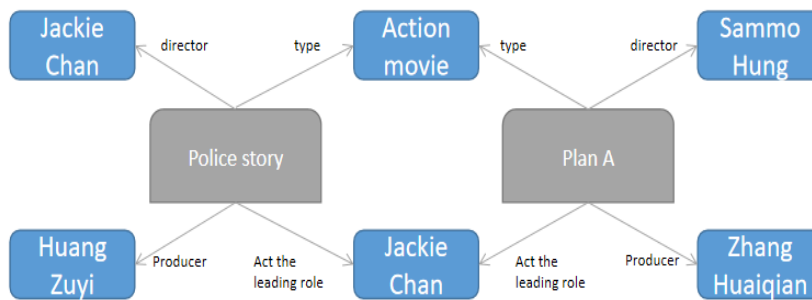 Jackie
Chan
director
type
Action
movie
type
director
Sammo
Hung
Police story
Plan A
Huang
Zuyi
Producer
Act the
leading role
Jackie
Chan
Act the
leading role
Producer
Zhang
Huaiqian